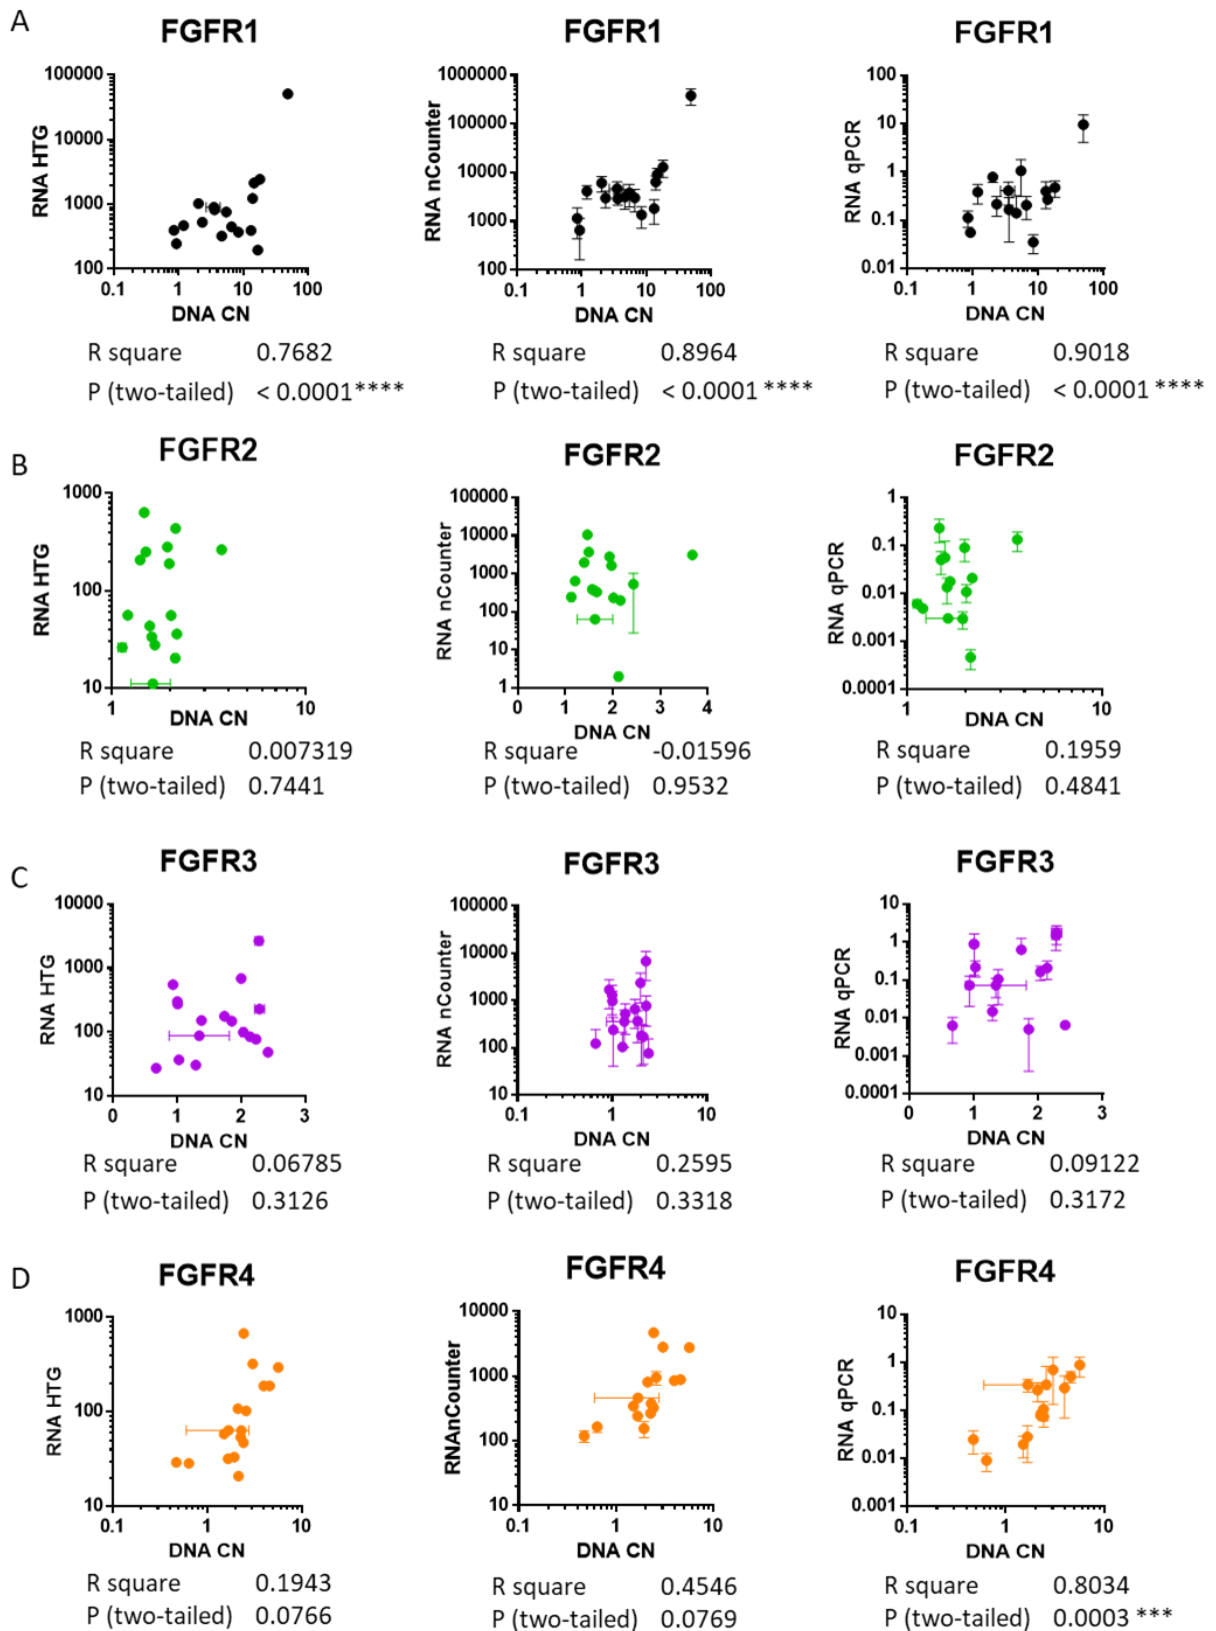 A
FGFR1
FGFR1
FGFR1
100000
10000
1000
100
RNA HTG
0.1
1
10
100
DNA CN
1000000
100000
10000
1000
100
RNA nCounter
0.1
1
10
100
DNA CN
100
10
1
0.1
0.01
RNA qPCR
0.1
1
10
100
DNA CN
R square 0.7682
P (two-tailed) < 0.0001 ****
R square 0.8964
P (two-tailed) < 0.0001 ****
R square 0.9018
P (two-tailed) < 0.0001 ****
B
FGFR2
FGFR2
FGFR2
1000
100
10
RNA HTG
1
10
DNA CN
100000
10000
1000
100
10
1
RNA nCounter
0
1
2
3
4
DNA CN
1
0.1
0.01
0.001
0.0001
RNA qPCR
1
10
DNA CN
R square 0.007319
P (two-tailed) 0.7441
R square -0.01596
P (two-tailed) 0.9532
R square 0.1959
P (two-tailed) 0.4841
C
FGFR3
FGFR3
FGFR3
10000
1000
100
10
RNA HTG
0
1
2
3
DNA CN
100000
10000
1000
100
10
RNA nCounter
0.1
1
10
DNA CN
10
1
0.1
0.01
0.001
0.0001
RNA qPCR
0
1
2
3
DNA CN
R square 0.06785
P (two-tailed) 0.3126
R square 0.2595
P (two-tailed) 0.3318
R square 0.09122
P (two-tailed) 0.3172
D
FGFR4
FGFR4
FGFR4
1000
100
10
RNA HTG
0.1
1
10
DNA CN
10000
1000
100
10
RNAnCounter
0.1
1
10
DNA CN
10
1
0.1
0.01
0.001
RNA qPCR
0.1
1
10
DNA CN
R square 0.1943
P (two-tailed) 0.0766
R square 0.4546
P (two-tailed) 0.0769
R square 0.8034
P (two-tailed) 0.0003 ***